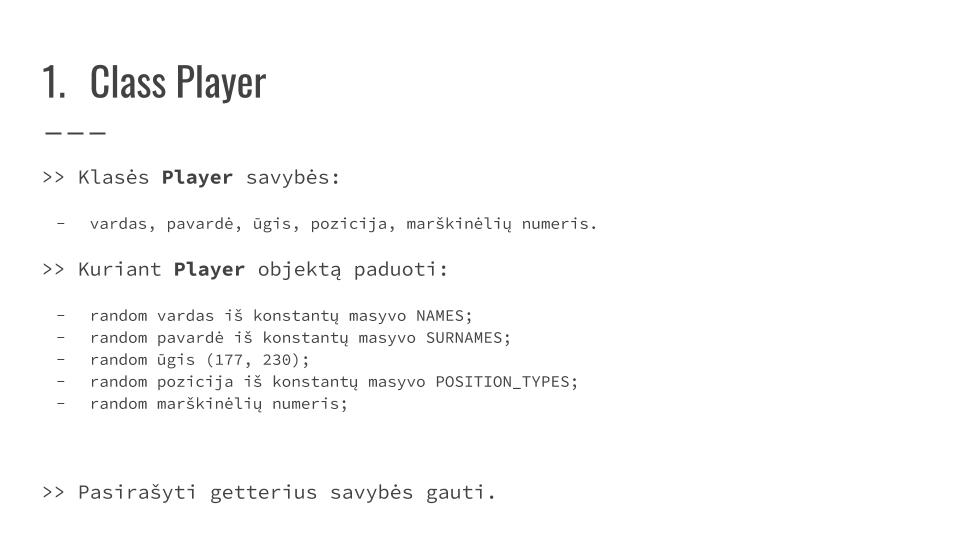 1. Class Player
>> Klasės Player savybės:
- vardas, pavardė, ūgis, pozicija, marškinėlių numeris.
>> Kuriant Player objektą paduoti:
- random vardas iš konstantų masyvo NAMES;
- random pavardė iš konstantų masyvo SURNAMES;
- random ūgis (177, 230);
- random pozicija iš konstantų masyvo POSITION_TYPES;
- random marškinėlių numeris;
>> Pasirašyti getterius savybės gauti.